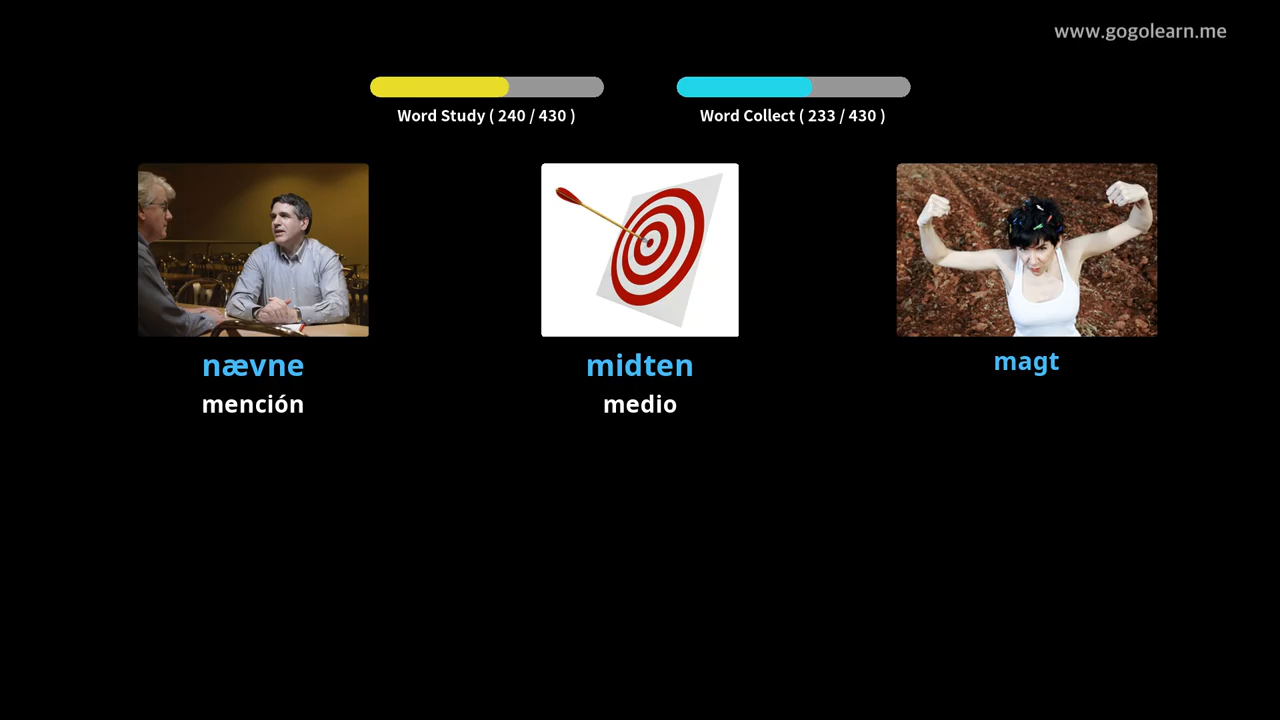 www.gogolearn.me
Word Study ( 240 / 430 )
Word Collect ( 233 / 430 )
nævne
mención
midten
medio
magt